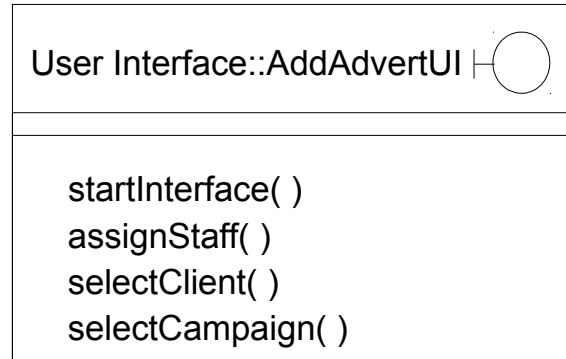 User Interface::AddAdvertUI
startInterface( )
assignStaff( )
selectClient( )
selectCampaign( )